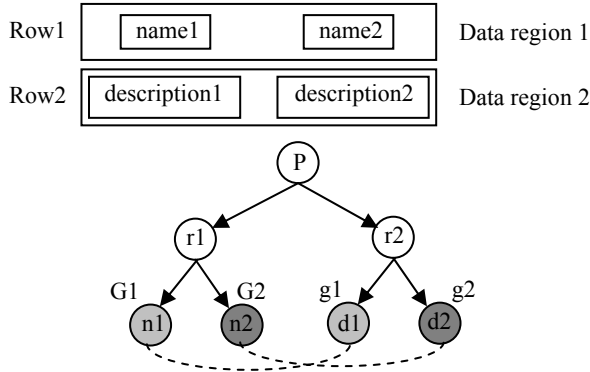 Row1 name1 name2 Data region 1
Row2 description1 description2 Data region 2
P
r1 r2
G1 G2 g1 g2
n1 n2 d1 d2